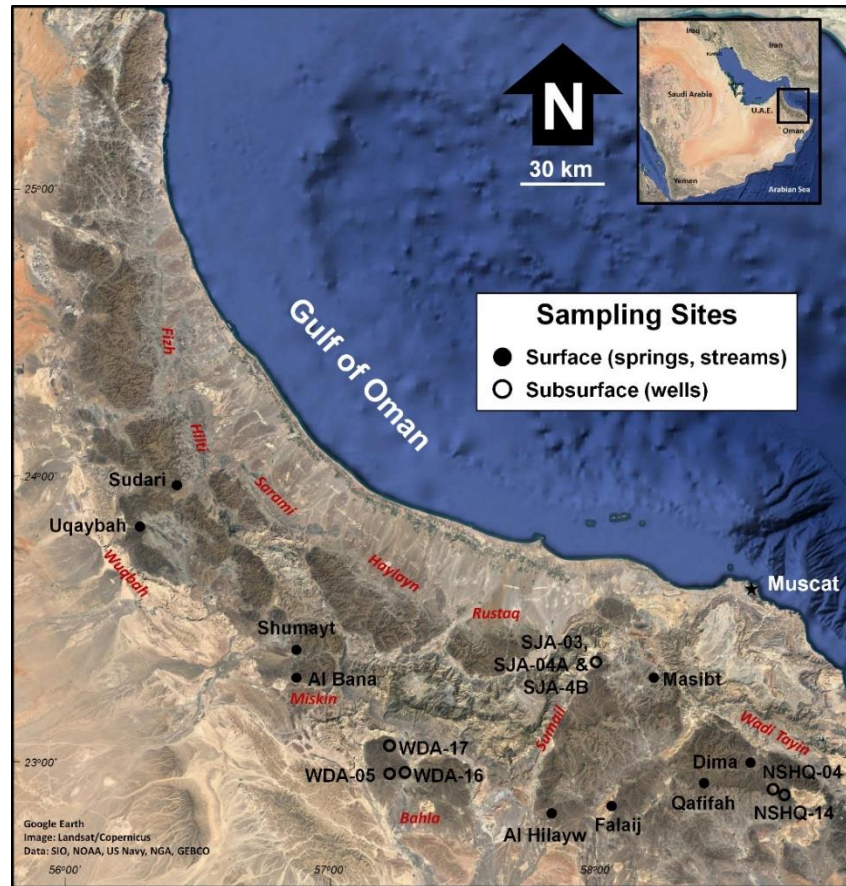 Iraq
Iran
Kuwait
Saudi Arabia
U.A.E.
Oman
Yemen
Arabian Sea
N
30 km
25°00'
Gulf of Oman
Sampling Sites
Surface (springs, streams)
Subsurface (wells)
Fizh
Hilti
24°00'
Sudari
Sarami
Uqaybah
Wuqbah
Haylayn
Muscat
Rustaq
Shumayt
SJA-03,
SJA-04A &
SJA-4B
Al Bana
Masibt
Miskin
Sumail
Wadi Tayin
WDA-17
23°00'
WDA-05
WDA-16
Dima
NSHQ-04
Qafifah
NSHQ-14
Bahla
Al Hilayw
Falaij
Google Earth
Image: Landsat/Copernicus
Data: SIO, NOAA, US Navy, NGA, GEBCO
56°00'
57°00'
58°00'